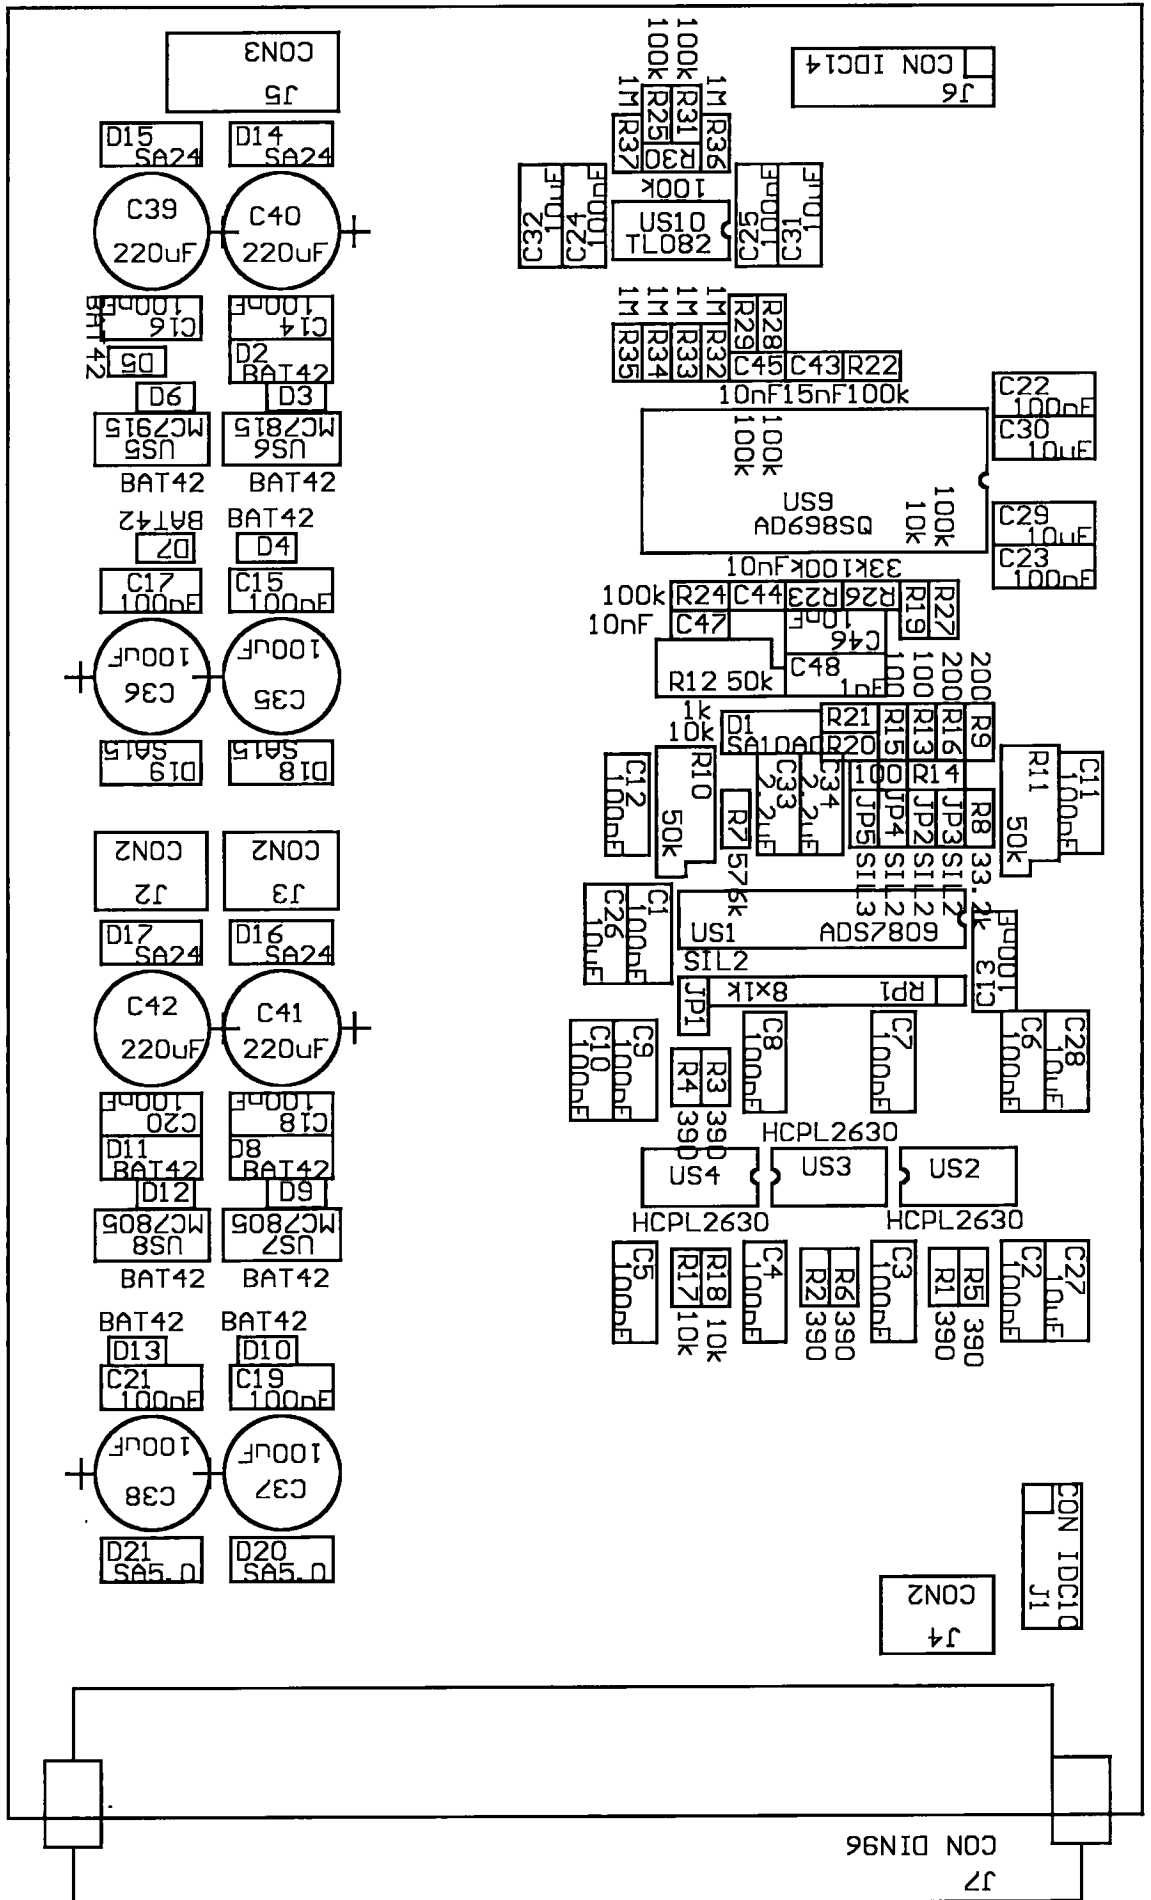 CON3
J5
D15
SA24
D14
SA24
C39
220uF
C40
220uF
100nF
C16
BAT42
100nF
C14
D5
D2
BAT42
D6
D3
MC7915
US5
MC7815
US6
BAT42
BAT42
BAT42
BAT42
D7
D4
C17
100nF
C15
100nF
100uF
C36
100uF
C35
SA15
D19
SA15
D18
CON2
J2
CON2
J3
D17
SA24
D16
SA24
C42
220uF
C41
220uF
100nF
C20
100nF
C18
D11
BAT42
D8
BAT42
D12
D9
MC7805
US8
MC7805
US7
BAT42
BAT42
BAT42
BAT42
D13
D10
C21
100nF
C19
100nF
100uF
C38
100uF
C37
D21
SA5.0
D20
SA5.0
100k
100k
1M
1M
R37
R25
R31
R36
R30
100k
C32
10uF
C24
100nF
US10
TL082
C25
100nF
C31
10uF
CON IDC14
J6
1M
1M
1M
1M
R35
R34
R33
R32
R29
R28
C45
C43
R22
10nF
15nF
100k
100k
100k
US9
AD698SQ
10k
100k
C22
100nF
C30
10uF
C29
10uF
C23
100nF
10nF
100k
33k
100k
R24
C44
R23
R26
R19
R27
10nF
C47
10nF
C46
R12
50k
C48
1nF
100
100
200
200
1k
10k
D1
R21
R20
R15
R13
R16
R9
C12
100nF
R10
50k
R7
576k
C33
2.2uF
C34
2.2uF
100
R14
JP5
JP4
JP2
JP3
R8
SIL3
SIL2
SIL2
SIL2
33.2k
R11
50k
C11
100nF
C26
10uF
C1
100nF
US1
ADS7809
SIL2
JP1
8x1k
RP1
C13
100nF
C10
100nF
C9
100nF
R4
R3
390
390
C8
100nF
C7
100nF
C6
100nF
C28
10uF
HCPL2630
US4
US3
US2
HCPL2630
HCPL2630
C5
100nF
R17
R18
10k
10k
C4
100nF
R2
R6
390
390
C3
100nF
R1
R5
390
390
C2
100nF
C27
10uF
CON IDC10
J1
CON2
J4
CON DIN96
J7